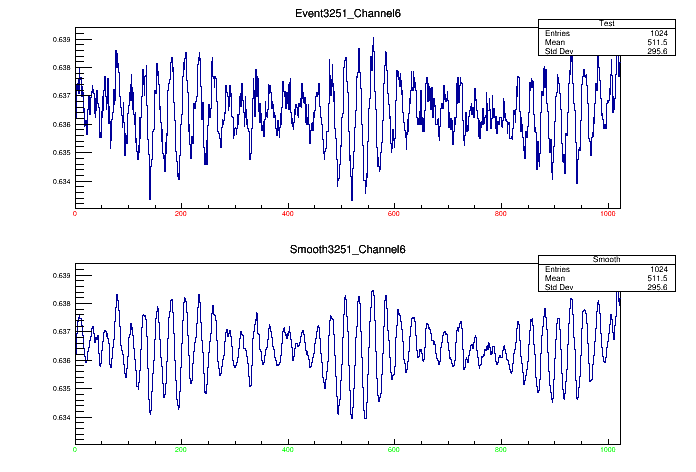 Event3251_Channel6
Test
Entries 1024
Mean 511.5
Std Dev 295.6
0.639
0.638
0.637
0.636
0.635
0.634
0 200 400 600 800 1000
Smooth3251_Channel6
Smooth
Entries 1024
Mean 511.5
Std Dev 295.6
0.639
0.638
0.637
0.636
0.635
0.634
0 200 400 600 800 1000